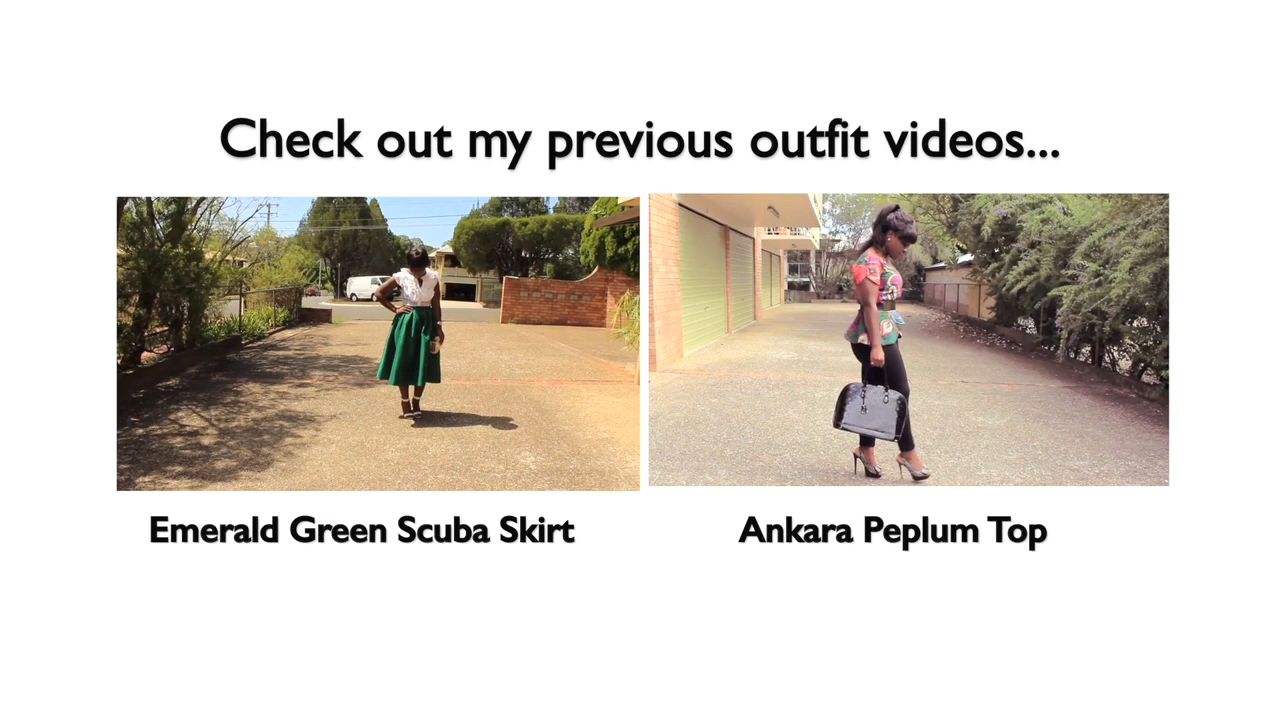 Check out my previous outfit videos...
Emerald Green Scuba Skirt
Ankara Peplum Top